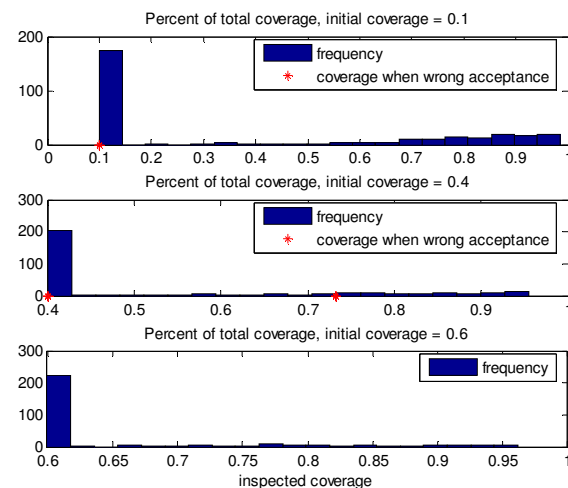 Percent of total coverage, initial coverage = 0.1
200
100
0
frequency
coverage when wrong acceptance
0 0.1 0.2 0.3 0.4 0.5 0.6 0.7 0.8 0.9 1
Percent of total coverage, initial coverage = 0.4
300
200
100
0
frequency
coverage when wrong acceptance
0.4 0.5 0.6 0.7 0.8 0.9 1
Percent of total coverage, initial coverage = 0.6
300
200
100
0
frequency
0.6 0.65 0.7 0.75 0.8 0.85 0.9 0.95 1
inspected coverage